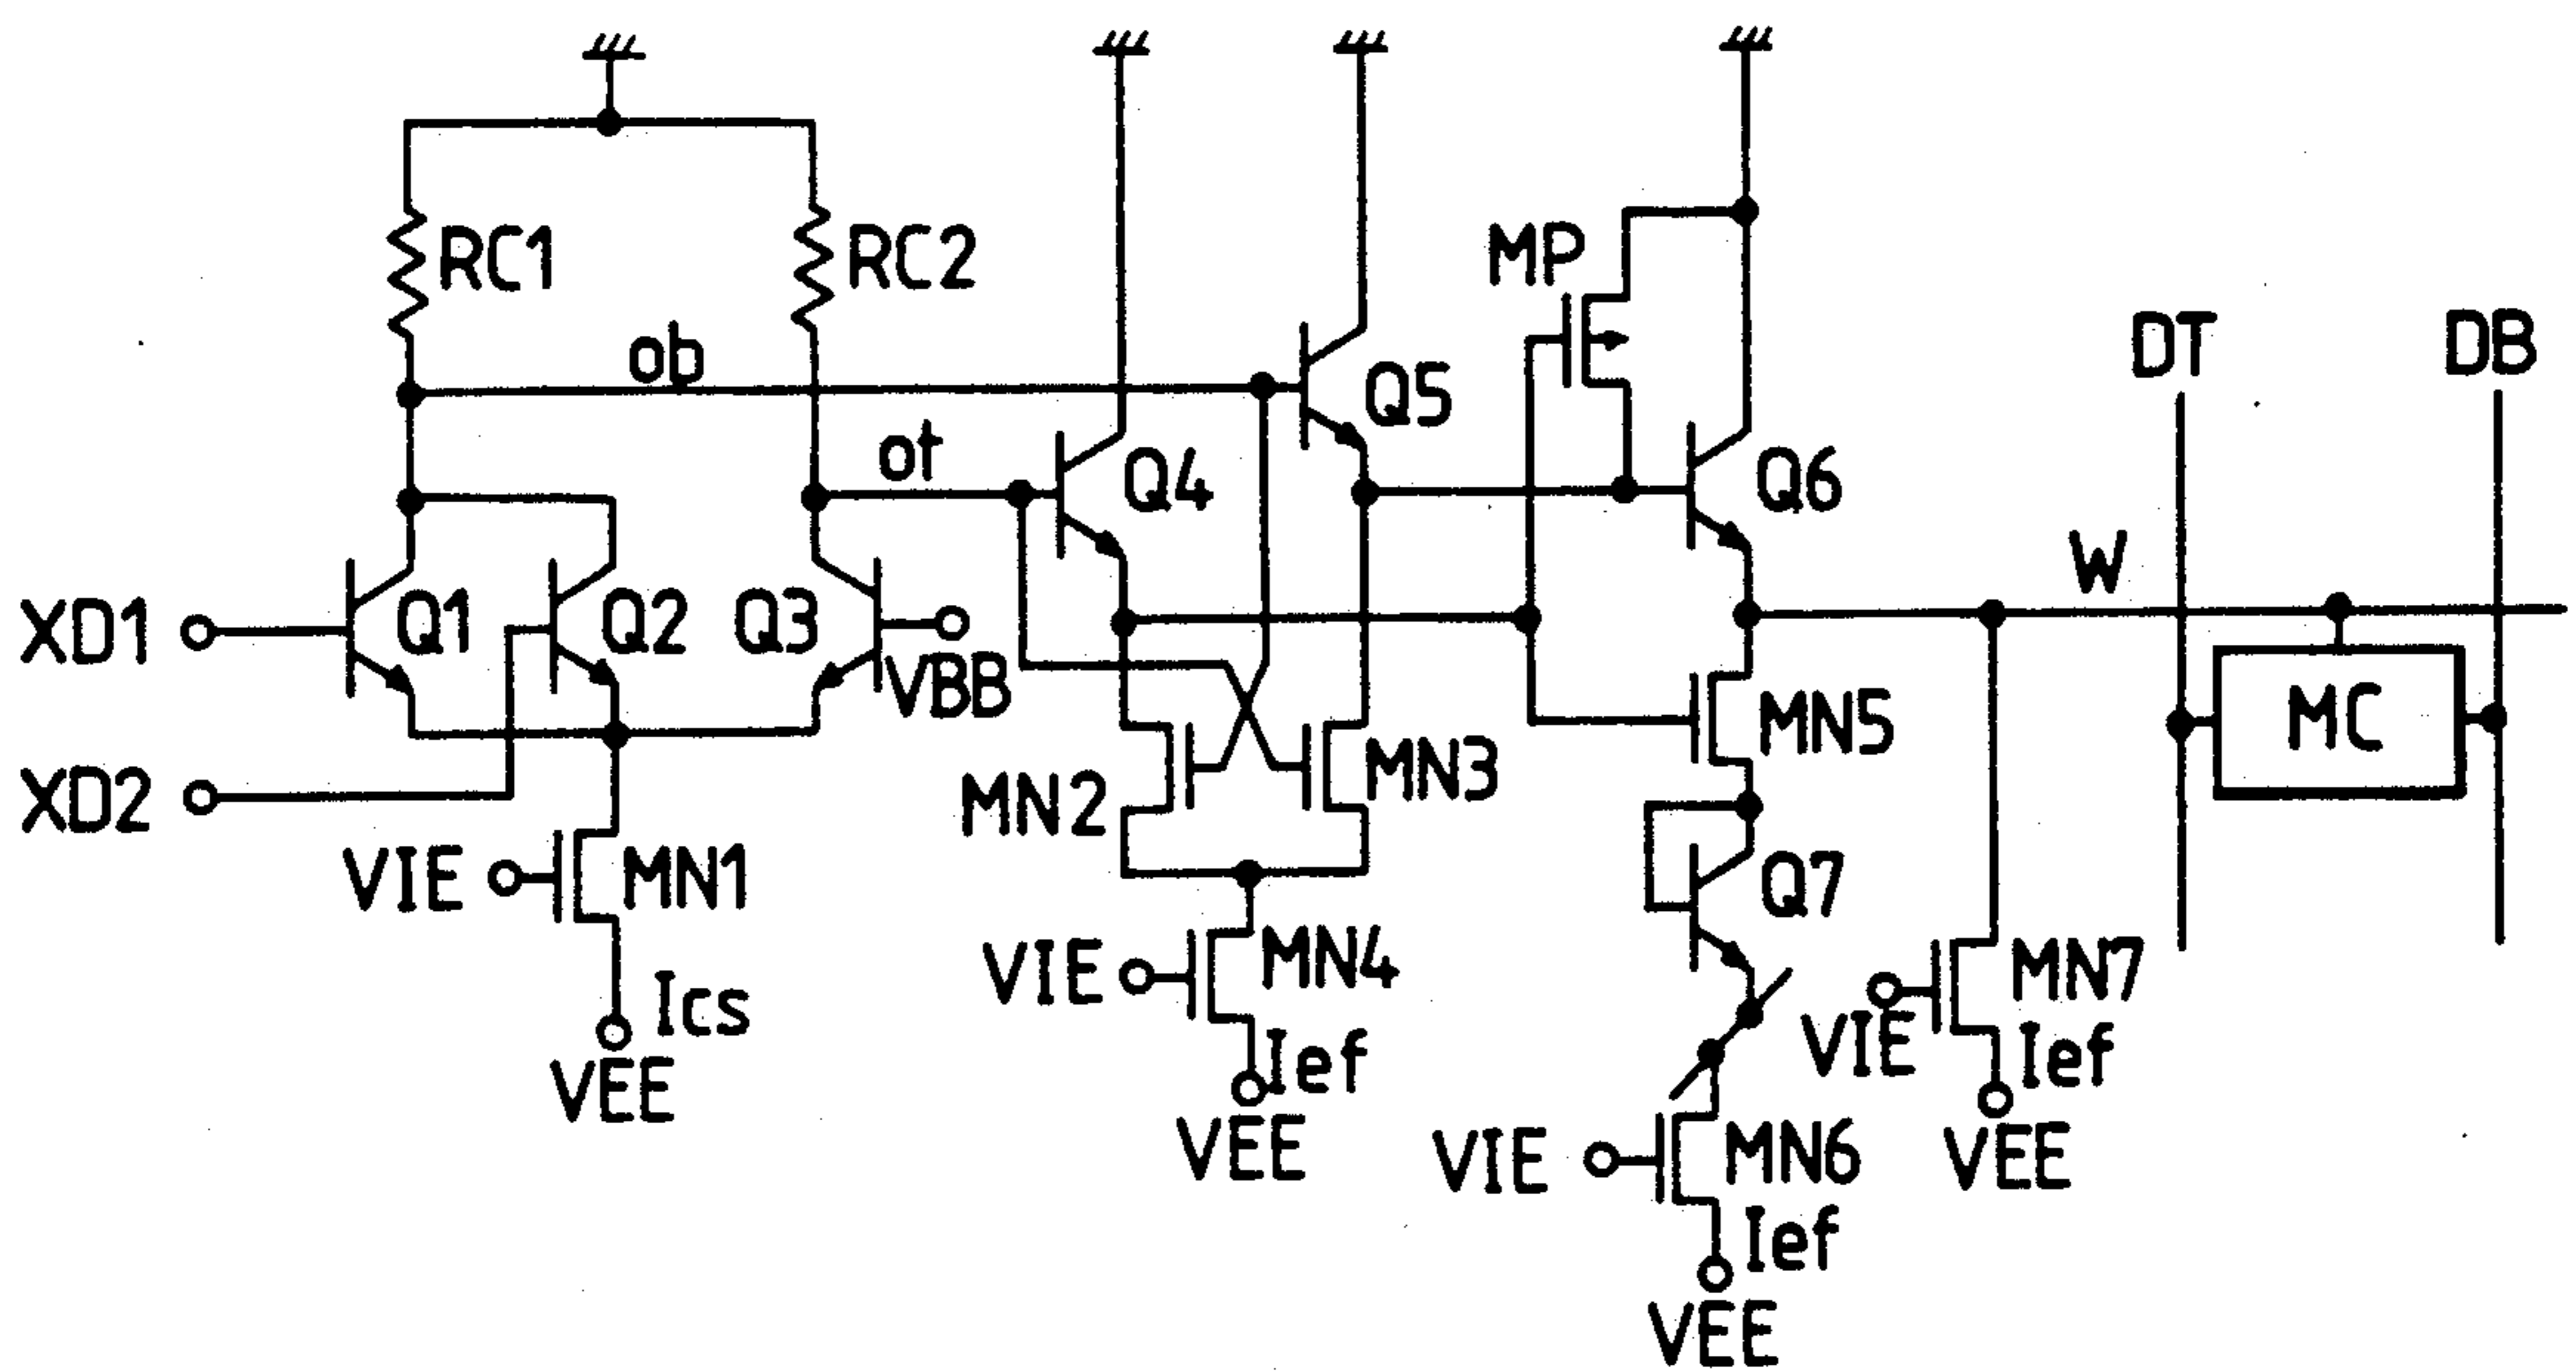 RC1
RC2
MP
DT
DB
ob
Q5
ot
Q4
Q6
W
XD1
Q1
Q2
Q3
VBB
MN5
MC
XD2
MN2
MN3
VIE
MN1
Q7
VIE
MN4
MN7
VIE
Ics
Ief
Ief
VEE
VEE
VIE
MN6
VEE
Ief
VEE